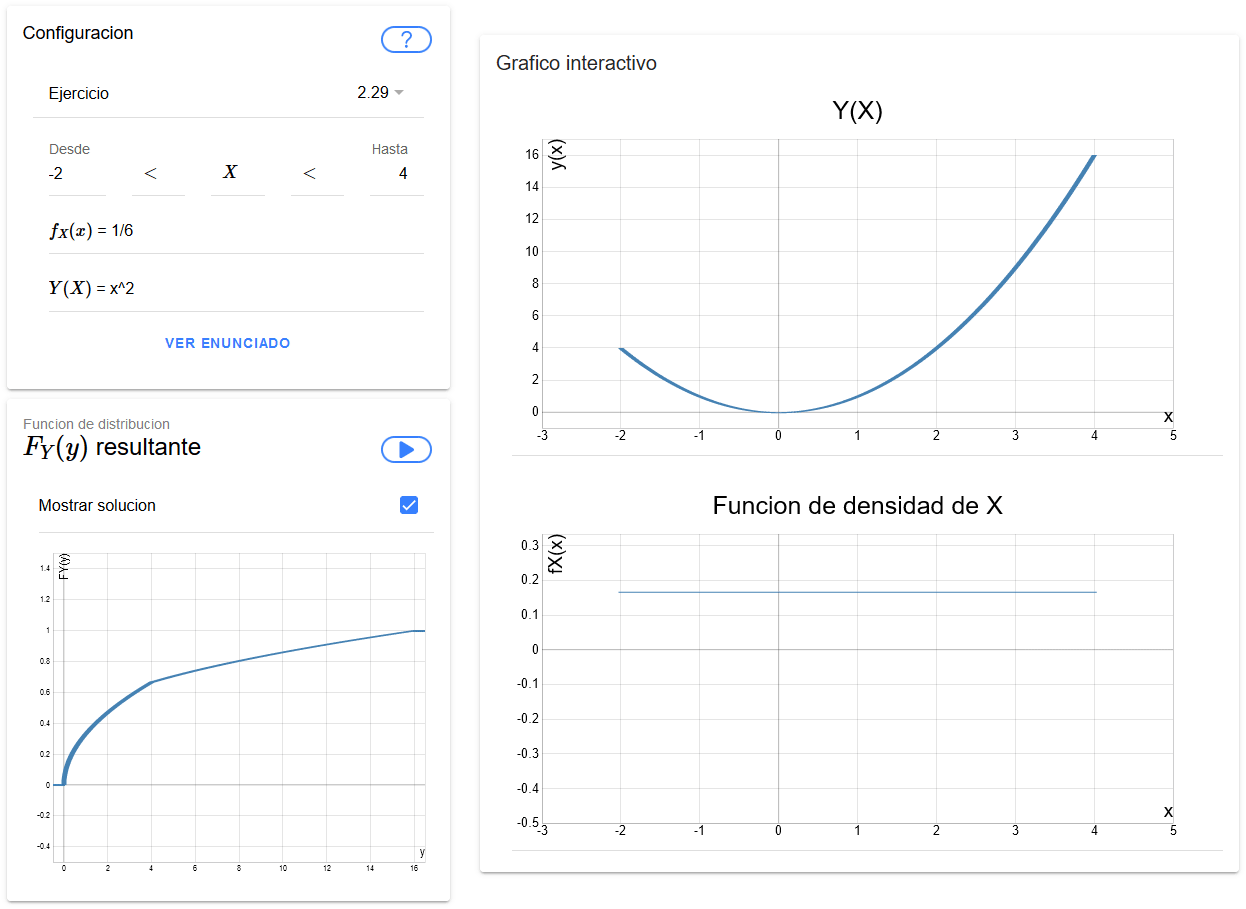 Configuracion
?
Ejercicio 2.29
Desde Hasta
-2 < X < 4
fX(x) = 1/6
Y(X) = x^2
VER ENUNCIADO
Funcion de distribucion
FY(y) resultante
Mostrar solucion
FY(y)
1.4
1.2
1
0.8
0.6
0.4
0.2
0
-0.2
-0.4
y
0 2 4 6 8 10 12 14 16
Grafico interactivo
Y(X)
y(x)
16
14
12
10
8
6
4
2
0
x
-3 -2 -1 0 1 2 3 4 5
Funcion de densidad de X
fX(x)
0.3
0.2
0.1
0
-0.1
-0.2
-0.3
-0.4
-0.5
x
-3 -2 -1 0 1 2 3 4 5